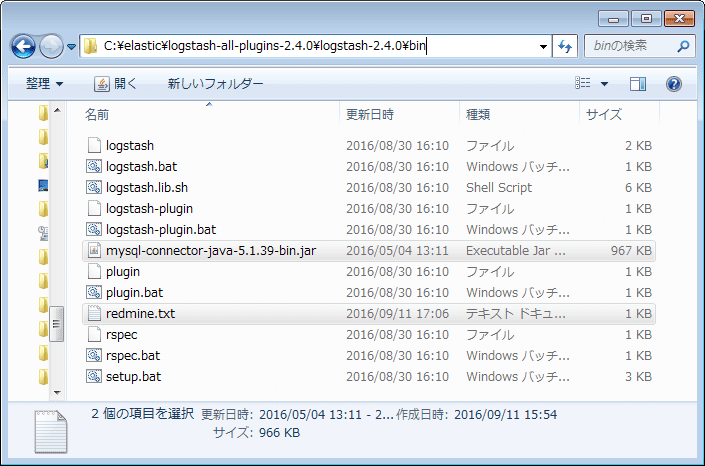 C:¥elastic¥logstash-all-plugins-2.4.0¥logstash-2.4.0¥bin binの検索
整理 開く 新しいフォルダー
名前 更新日時 種類 サイズ
logstash 2016/08/30 16:10 ファイル 2 KB
logstash.bat 2016/08/30 16:10 Windows バッチ... 1 KB
logstash.lib.sh 2016/08/30 16:10 Shell Script 6 KB
logstash-plugin 2016/08/30 16:10 ファイル 1 KB
logstash-plugin.bat 2016/08/30 16:10 Windows バッチ... 1 KB
mysql-connector-java-5.1.39-bin.jar 2016/05/04 13:11 Executable Jar ... 967 KB
plugin 2016/08/30 16:10 ファイル 1 KB
plugin.bat 2016/08/30 16:10 Windows バッチ... 1 KB
redmine.txt 2016/09/11 17:06 テキスト ドキュ... 1 KB
rspec 2016/08/30 16:10 ファイル 1 KB
rspec.bat 2016/08/30 16:10 Windows バッチ... 1 KB
setup.bat 2016/08/30 16:10 Windows バッチ... 3 KB
2 個の項目を選択 更新日時: 2016/05/04 13:11 - 2... 作成日時: 2016/09/11 15:54
サイズ: 966 KB